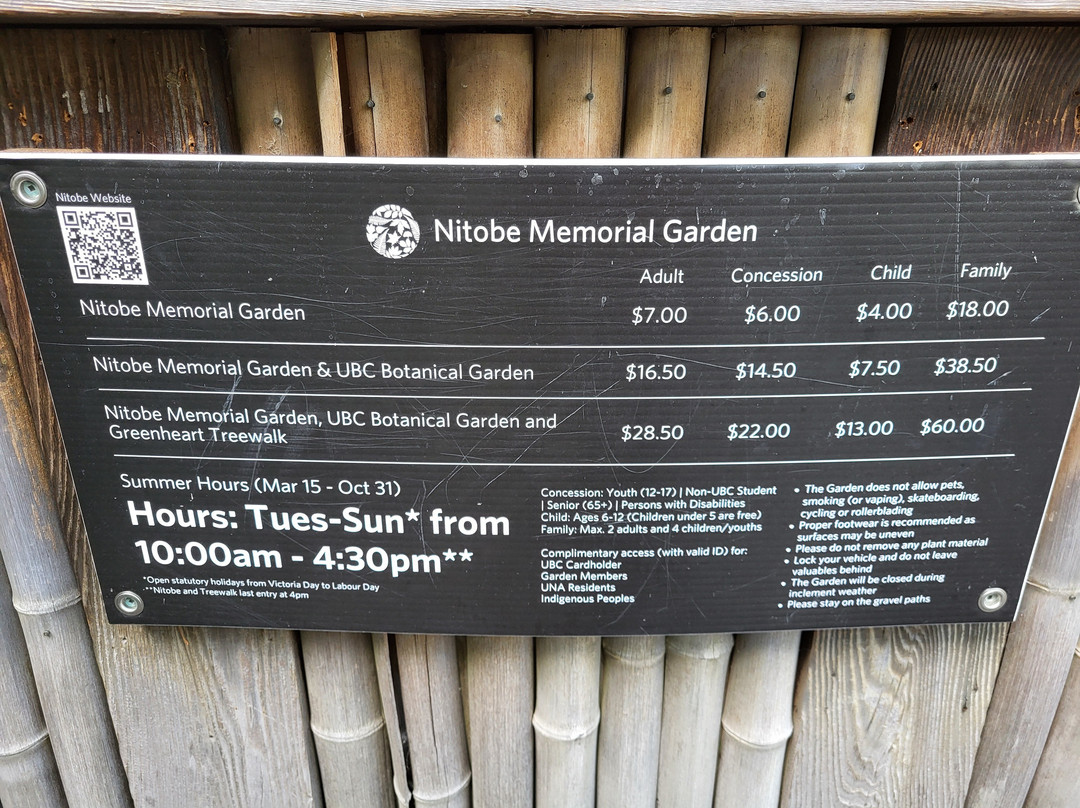 Nitobe Website
Nitobe Memorial Garden
Adult Concession Child Family
Nitobe Memorial Garden $7.00 $6.00 $4.00 $18.00
Nitobe Memorial Garden & UBC Botanical Garden $16.50 $14.50 $7.50 $38.50
Nitobe Memorial Garden, UBC Botanical Garden and
Greenheart Treewalk $28.50 $22.00 $13.00 $60.00
Summer Hours (Mar 15 - Oct 31)
Hours: Tues-Sun* from
10:00am - 4:30pm**
*Open statutory holidays from Victoria Day to Labour Day
**Nitobe and Treewalk last entry at 4pm
Concession: Youth (12-17) | Non-UBC Student
| Senior (65+) | Persons with Disabilities
Child: Ages 6-12 (Children under 5 are free)
Family: Max. 2 adults and 4 children/youths
Complimentary access (with valid ID) for:
UBC Cardholder
Garden Members
UNA Residents
Indigenous Peoples
• The Garden does not allow pets,
smoking (or vaping), skateboarding,
cycling or rollerblading
• Proper footwear is recommended as
surfaces may be uneven
• Please do not remove any plant material
• Lock your vehicle and do not leave
valuables behind
• The Garden will be closed during
inclement weather
• Please stay on the gravel paths